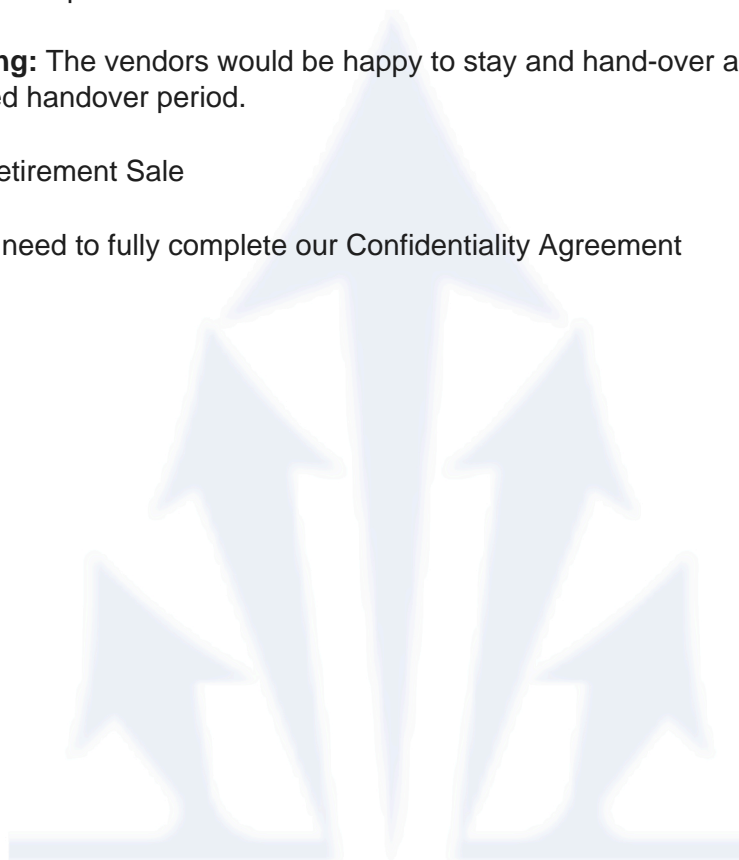 ng: The vendors would be happy to stay and hand-over a
ed handover period.
etirement Sale
need to fully complete our Confidentiality Agreement